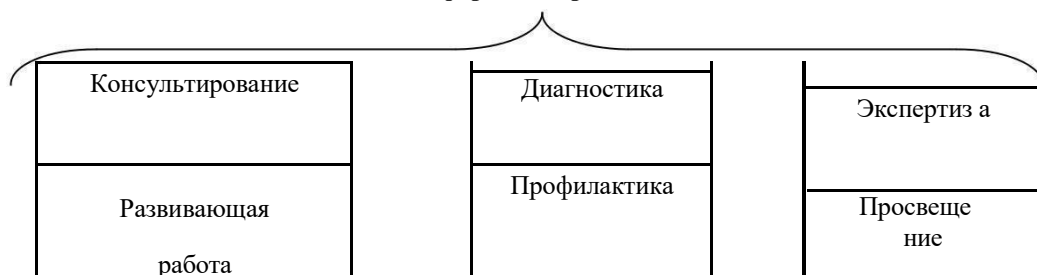 Консультирование
Диагностика
Экспертиз а
Развивающая
работа
Профилактика
Просвеще
ние